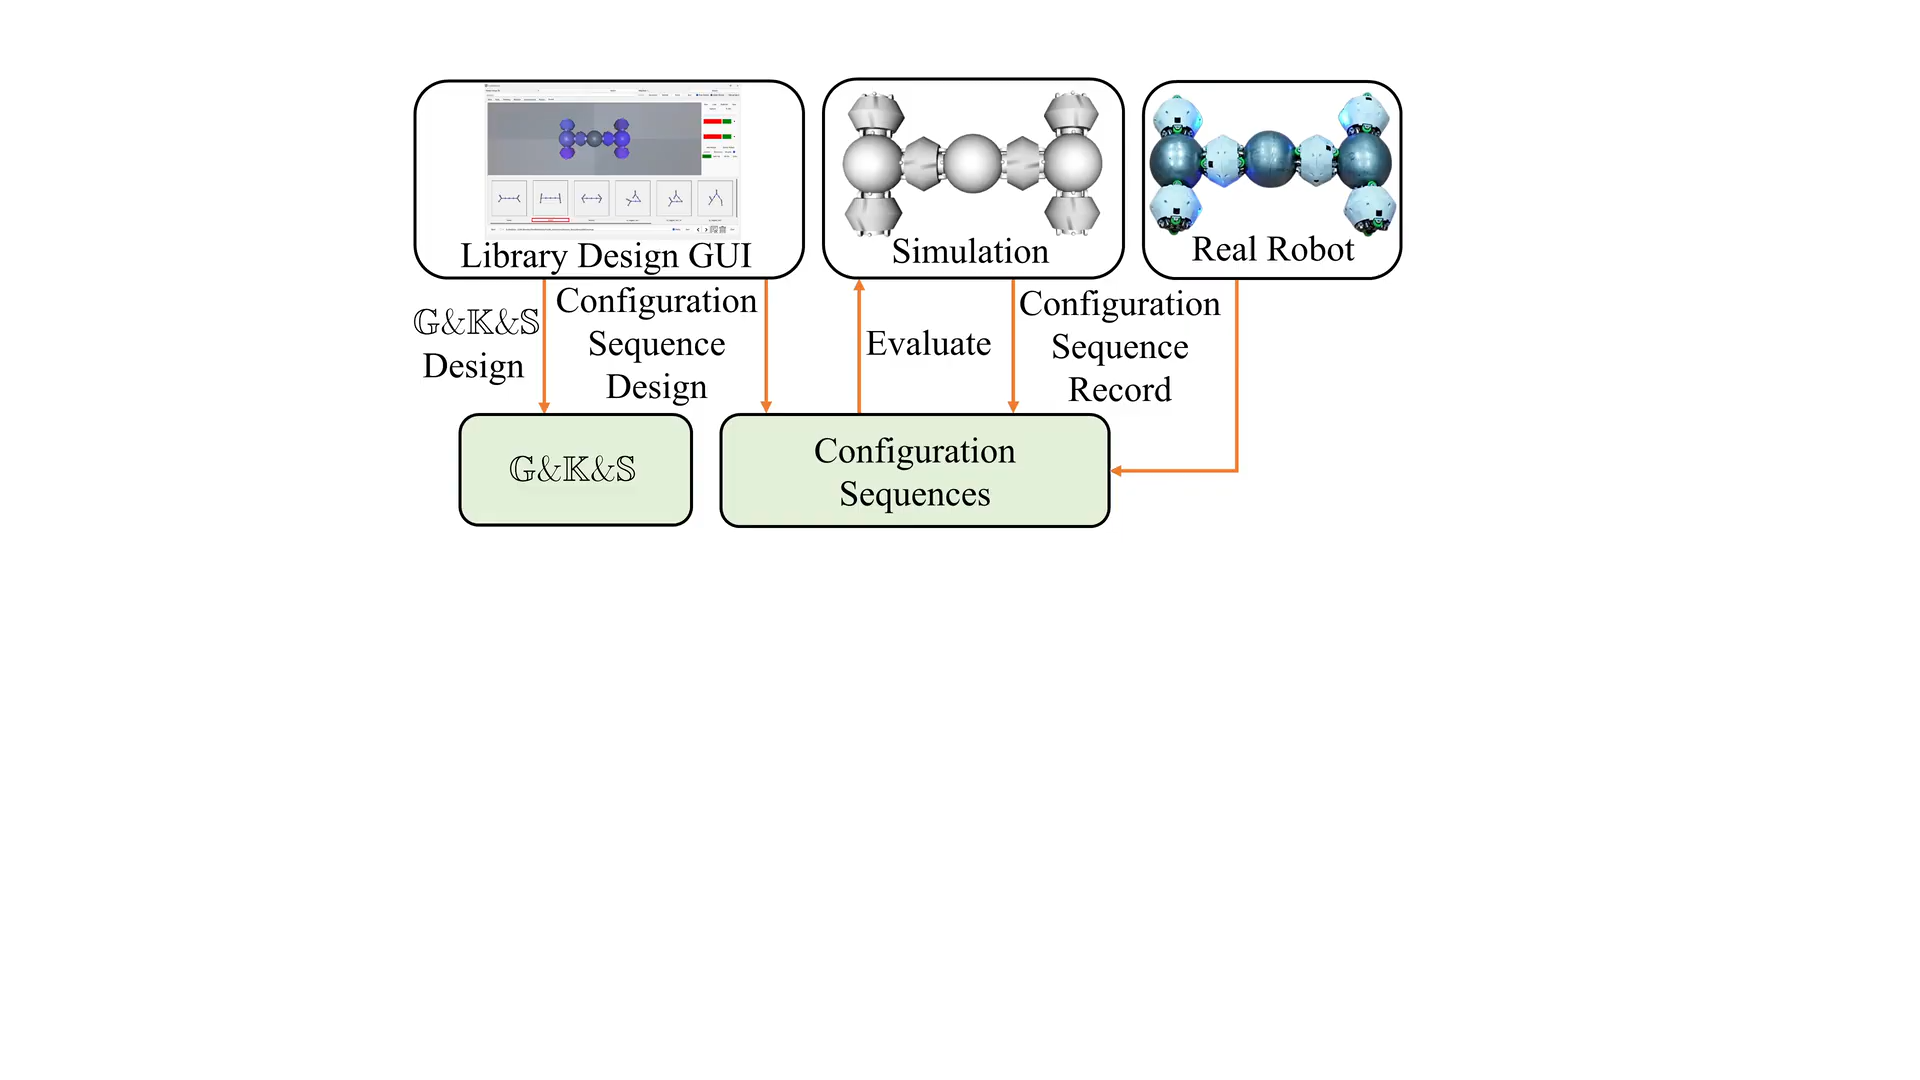 Library Design GUI
Simulation
Real Robot
𝔾&𝕂&𝕊
Design
Configuration
Sequence
Design
Evaluate
Configuration
Sequence
Record
𝔾&𝕂&𝕊
Configuration
Sequences